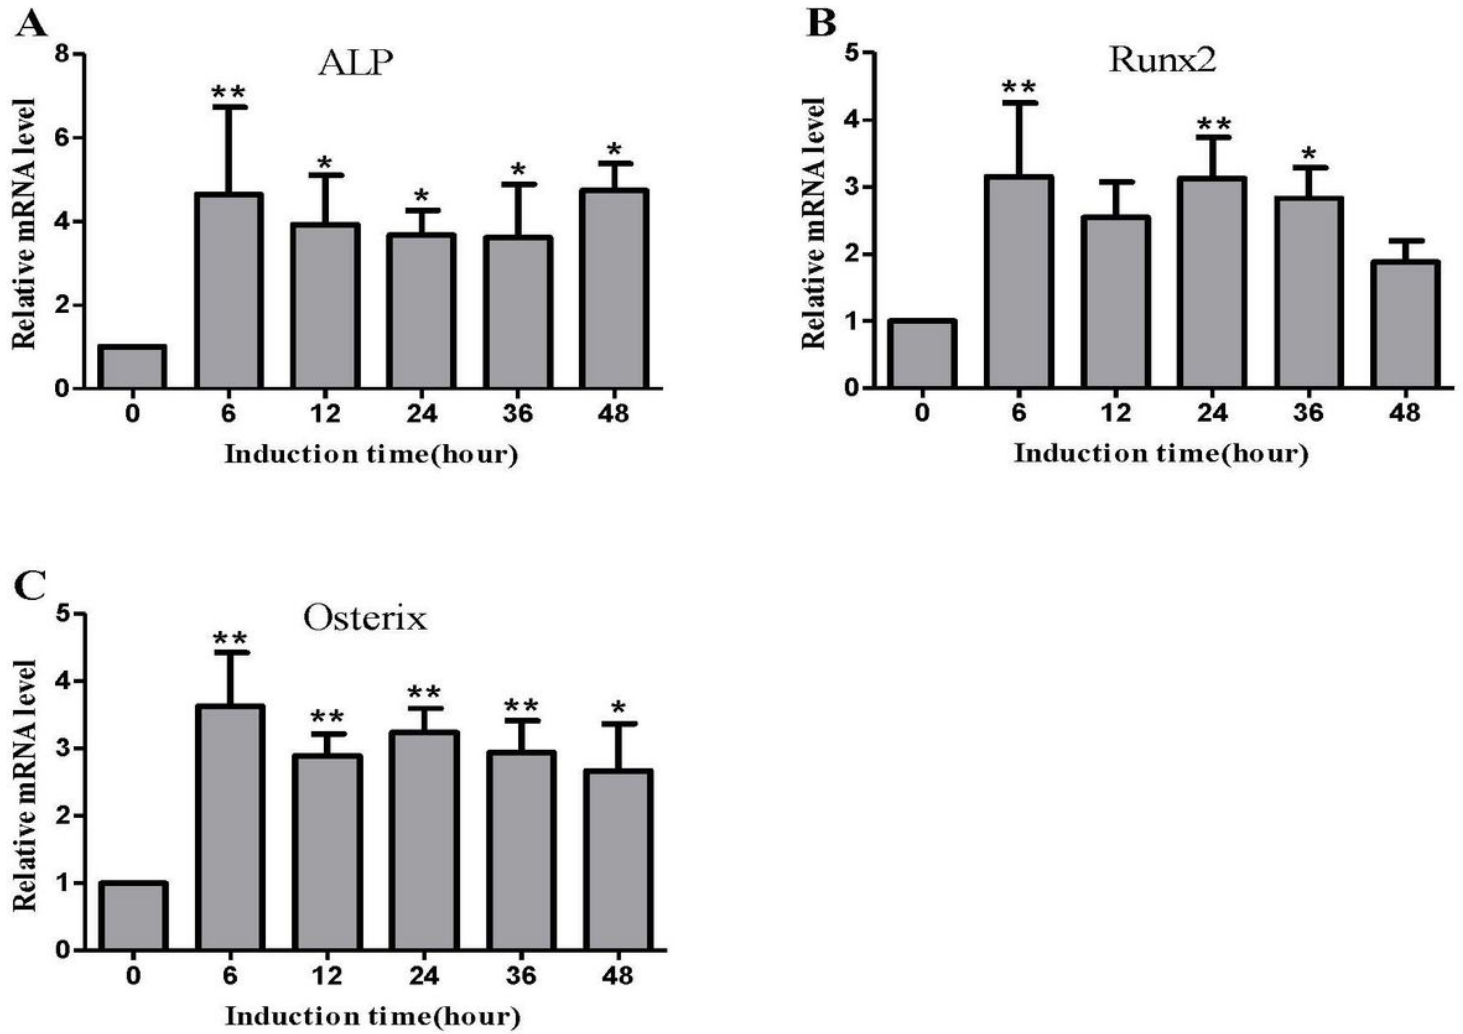 A
ALP
Relative mRNA level
8
6
4
2
0
** * * * *
0 6 12 24 36 48
Induction time(hour)
B
Runx2
Relative mRNA level
5
4
3
2
1
0
** ** *
0 6 12 24 36 48
Induction time(hour)
C
Osterix
Relative mRNA level
5
4
3
2
1
0
** ** ** ** *
0 6 12 24 36 48
Induction time(hour)